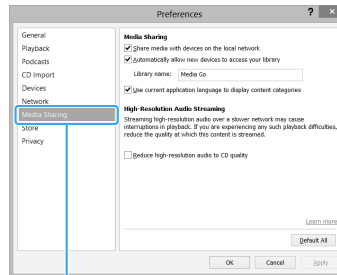 Preferences
? ×
General
Playback
Podcasts
CD Import
Devices
Network
Media Sharing
Store
Privacy
Media Sharing
Share media with devices on the local network
Automatically allow new devices to access your library
Library name: Media Go
Use current application language to display content categories
High-Resolution Audio Streaming
Streaming high-resolution audio over a slower network may cause
interruptions in playback. If you are experiencing any such playback difficulties,
reduce the quality at which this content is streamed.
Reduce high-resolution audio to CD quality
Learn more
Default All
OK Cancel Apply